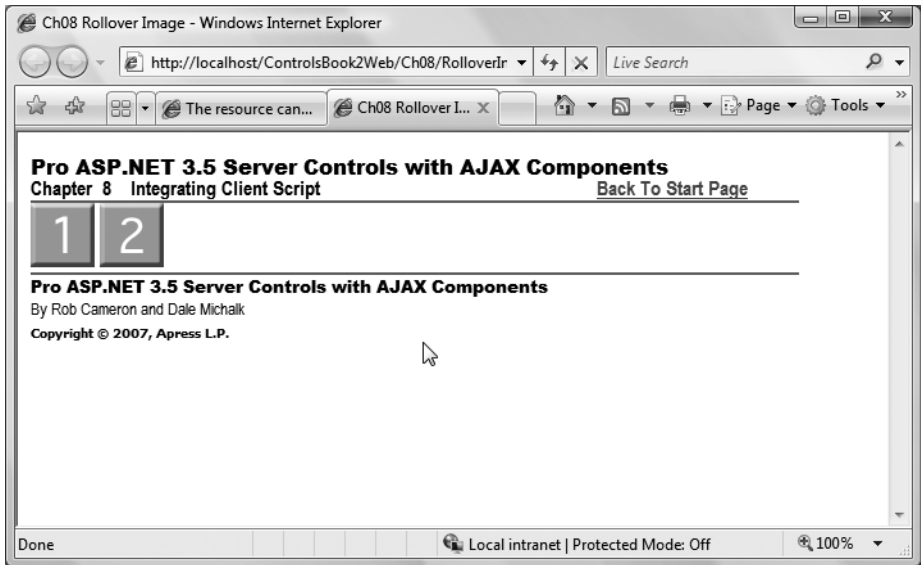 Ch08 Rollover Image - Windows Internet Explorer
http://localhost/ControlsBook2Web/Ch08/RolloverIr
Live Search
The resource can...
Ch08 Rollover I...
Page
Tools
Pro ASP.NET 3.5 Server Controls with AJAX Components
Chapter 8 Integrating Client Script
Back To Start Page
1 2
Pro ASP.NET 3.5 Server Controls with AJAX Components
By Rob Cameron and Dale Michalk
Copyright © 2007, Apress L.P.
Done
Local intranet | Protected Mode: Off
100%